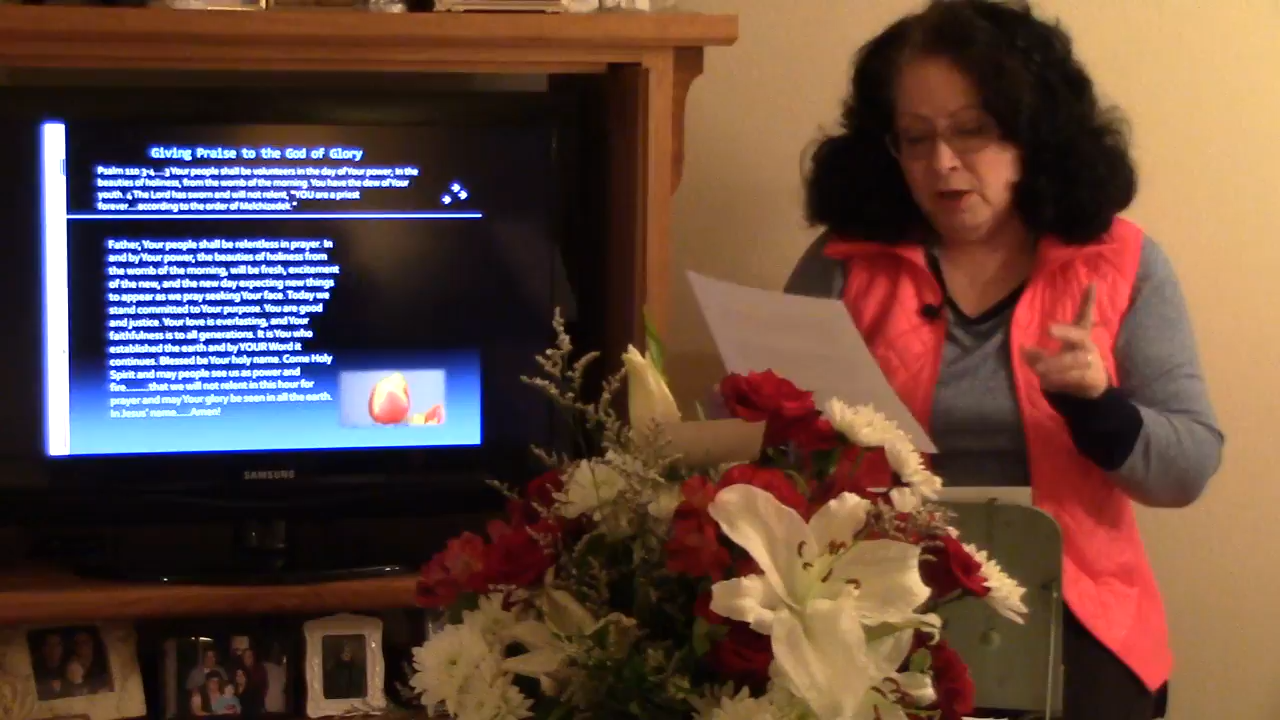 Giving Praise to the God of Glory
Psalm 110 3-4....3 Your people shall be volunteers in the day of Your power, In the
beauties of holiness, from the womb of the morning. You have the dew of Your
youth. 4 The Lord has sworn and will not relent, "YOU are a priest
forever....according to the order of Melchizedek."
Father, Your people shall be relentless in prayer. In
and by Your power, the beauties of holiness from
the womb of the morning, will be fresh, excitement
of the new, and the new day expecting new things
to appear as we pray seeking Your face. Today we
stand committed to Your purpose. You are good
and justice. Your love is everlasting, and Your
faithfulness is to all generations. It is You who
established the earth and by YOUR Word it
continues. Blessed be Your holy name. Come Holy
Spirit and may people see us as power and
fire........that we will not relent in this hour for
prayer and may Your glory be seen in all the earth.
In Jesus' name.....Amen!
SAMSUNG